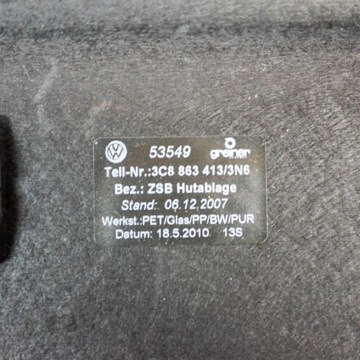 VW 53549 greiner
Teil-Nr.:3C8 863 413/3N6
Bez.: ZSB Hutablage
Stand: 06.12.2007
Werkst.:PET/Glas/PP/BW/PUR
Datum: 18.5.2010 13S